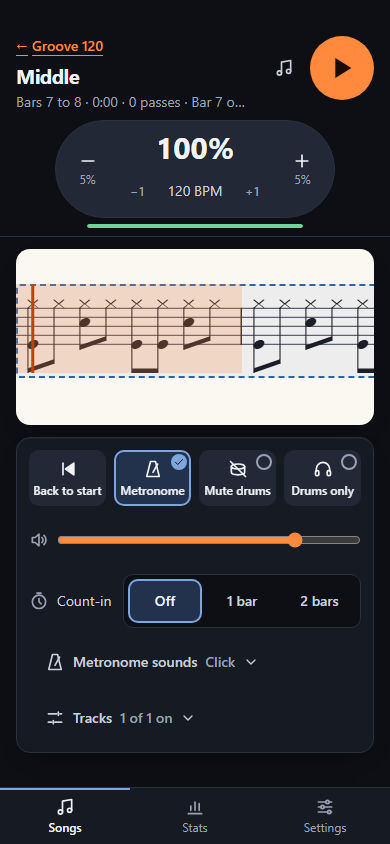 ← Groove 120
Middle
Bars 7 to 8 · 0:00 · 0 passes · Bar 7 o...
100%
5%
5%
−1 120 BPM +1
Back to start
Metronome
Mute drums
Drums only
Count-in
Off
1 bar
2 bars
Metronome sounds Click
Tracks 1 of 1 on
Songs
Stats
Settings